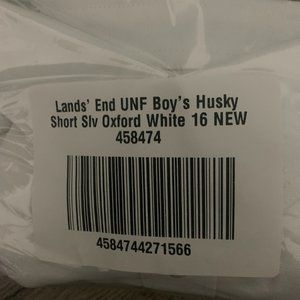 Lands' End UNF Boy's Husky
Short Slv Oxford White 16 NEW
458474
4584744271566